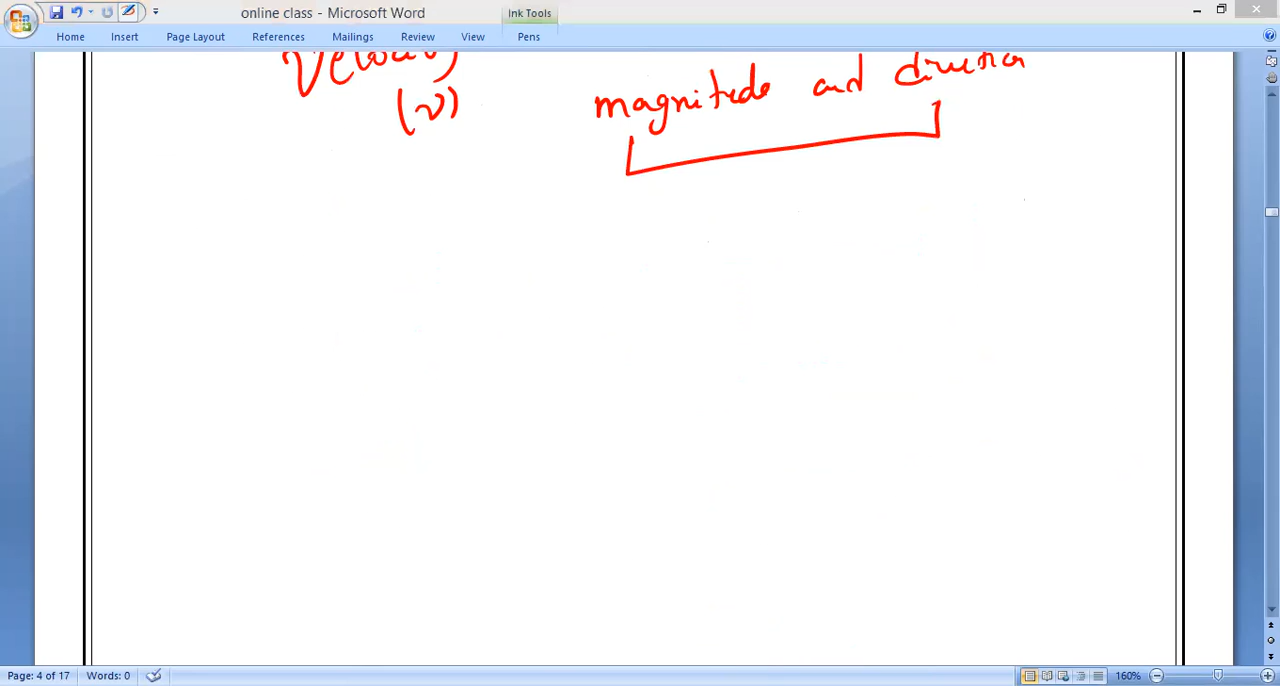 online class - Microsoft Word
Ink Tools
Home Insert Page Layout References Mailings Review View Pens
Velocity
(v)
magnitude and direction
Page: 4 of 17 Words: 0 160%